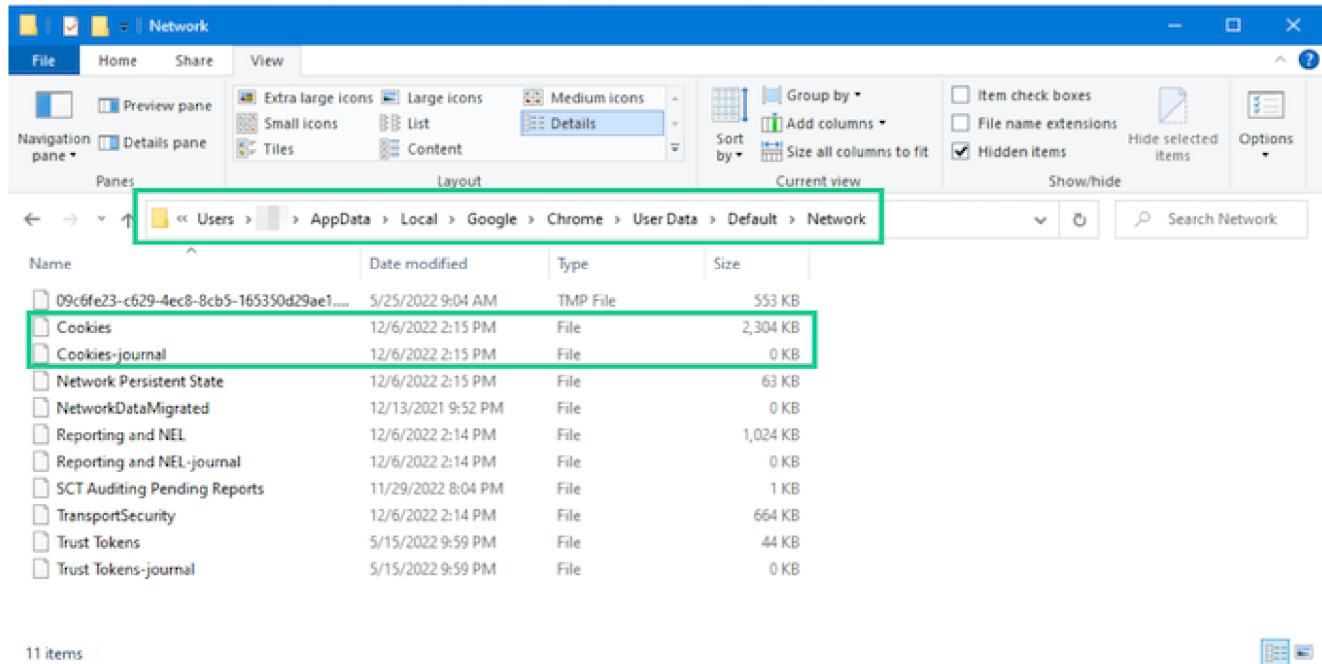 Network
File Home Share View
Navigation pane Preview pane Details pane
Panes
Extra large icons Large icons Medium icons
Small icons List Details
Tiles Content
Layout
Sort by
Group by
Add columns
Size all columns to fit
Current view
Item check boxes
File name extensions
Hidden items
Hide selected items
Options
Show/hide
« Users > > AppData > Local > Google > Chrome > User Data > Default > Network
Search Network
Name Date modified Type Size
09c6fe23-c629-4ec8-8cb5-165350d29ae1.... 5/25/2022 9:04 AM TMP File 553 KB
Cookies 12/6/2022 2:15 PM File 2,304 KB
Cookies-journal 12/6/2022 2:15 PM File 0 KB
Network Persistent State 12/6/2022 2:15 PM File 63 KB
NetworkDataMigrated 12/13/2021 9:52 PM File 0 KB
Reporting and NEL 12/6/2022 2:14 PM File 1,024 KB
Reporting and NEL-journal 12/6/2022 2:14 PM File 0 KB
SCT Auditing Pending Reports 11/29/2022 8:04 PM File 1 KB
TransportSecurity 12/6/2022 2:14 PM File 664 KB
Trust Tokens 5/15/2022 9:59 PM File 44 KB
Trust Tokens-journal 5/15/2022 9:59 PM File 0 KB
11 items